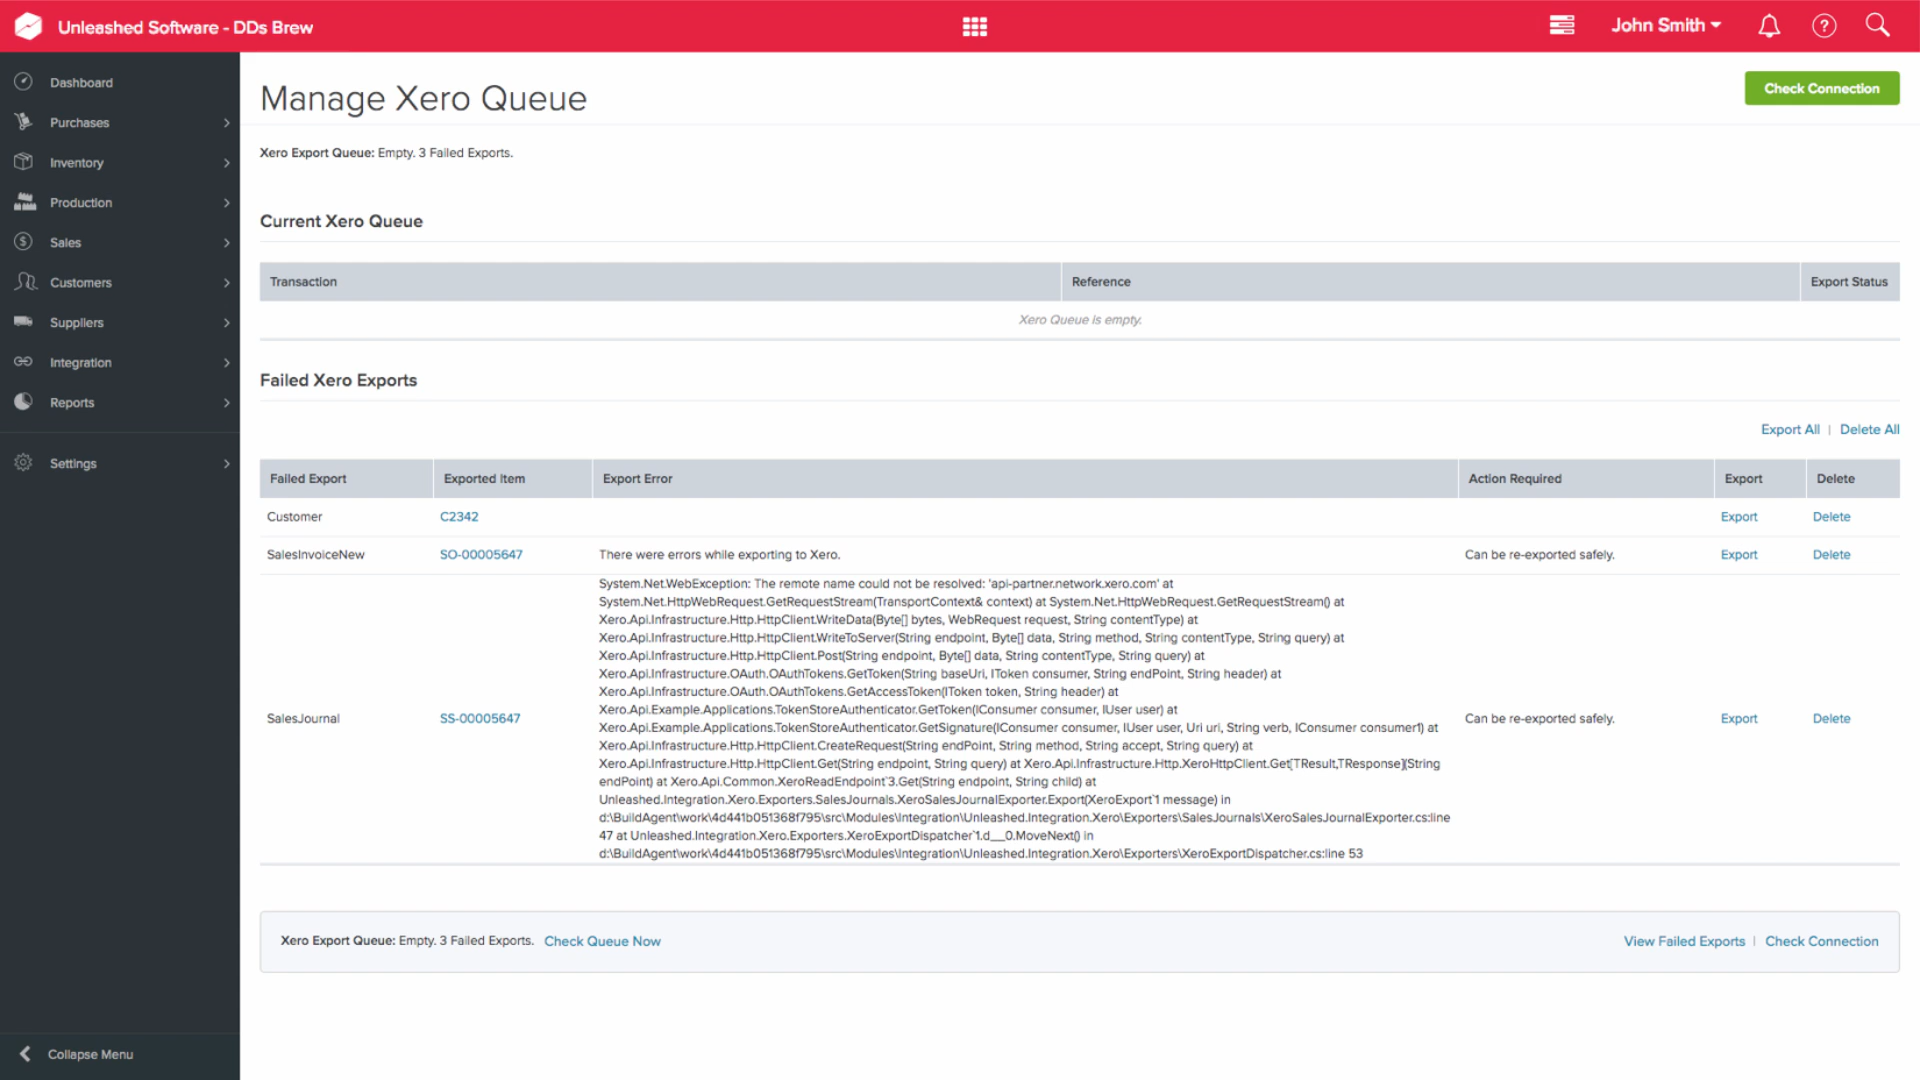 Unleashed Software - DDs Brew
John Smith
?
Dashboard
Purchases
Inventory
Production
Sales
Customers
Suppliers
Integration
Reports
Settings
Collapse Menu
Manage Xero Queue
Check Connection
Xero Export Queue: Empty. 3 Failed Exports.
Current Xero Queue
Transaction Reference Export Status
Xero Queue is empty.
Failed Xero Exports
Export All | Delete All
Failed Export Exported Item Export Error Action Required Export Delete
Customer C2342 Export Delete
SalesInvoiceNew SO-00005647 There were errors while exporting to Xero. Can be re-exported safely. Export Delete
SalesJournal SS-00005647
System.Net.WebException: The remote name could not be resolved: 'api-partner.network.xero.com' at
System.Net.HttpWebRequest.GetRequestStream(TransportContext& context) at System.Net.HttpWebRequest.GetRequestStream() at
Xero.Api.Infrastructure.Http.HttpClient.WriteData(Byte[] bytes, WebRequest request, String contentType) at
Xero.Api.Infrastructure.Http.HttpClient.WriteToServer(String endpoint, Byte[] data, String method, String contentType, String query) at
Xero.Api.Infrastructure.Http.HttpClient.Post(String endpoint, Byte[] data, String contentType, String query) at
Xero.Api.Infrastructure.OAuth.OAuthTokens.GetToken(String baseUri, IToken consumer, String endPoint, String header) at
Xero.Api.Infrastructure.OAuth.OAuthTokens.GetAccessToken(IToken token, String header) at
Xero.Api.Example.Applications.TokenStoreAuthenticator.GetToken(IConsumer consumer, IUser user) at
Xero.Api.Example.Applications.TokenStoreAuthenticator.GetSignature(IConsumer consumer, IUser user, Uri uri, String verb, IConsumer consumer1) at
Xero.Api.Infrastructure.Http.HttpClient.CreateRequest(String endPoint, String method, String accept, String query) at
Xero.Api.Infrastructure.Http.HttpClient.Get(String endpoint, String query) at Xero.Api.Infrastructure.Http.XeroHttpClient.Get[TResult,TResponse](String
endPoint) at Xero.Api.Common.XeroReadEndpoint`3.Get(String endpoint, String child) at
Unleashed.Integration.Xero.Exporters.SalesJournals.XeroSalesJournalExporter.Export(XeroExport`1 message) in
d:\BuildAgent\work\4d441b051368f795\src\Modules\Integration\Unleashed.Integration.Xero\Exporters\SalesJournals\XeroSalesJournalExporter.cs:line
47 at Unleashed.Integration.Xero.Exporters.XeroExportDispatcher`1.d__0.MoveNext() in
d:\BuildAgent\work\4d441b051368f795\src\Modules\Integration\Unleashed.Integration.Xero\Exporters\XeroExportDispatcher.cs:line 53
Can be re-exported safely. Export Delete
Xero Export Queue: Empty. 3 Failed Exports. Check Queue Now
View Failed Exports | Check Connection